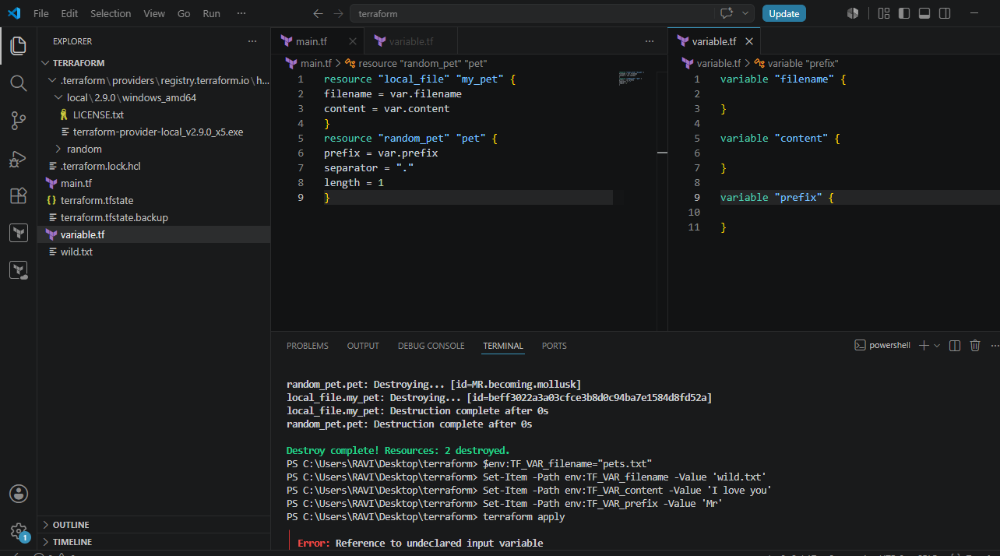 File Edit Selection View Go Run ···
terraform
Update
EXPLORER
TERRAFORM
.terraform\providers\registry.terraform.io\h...
local\2.9.0\windows_amd64
LICENSE.txt
terraform-provider-local_v2.9.0_x5.exe
random
.terraform.lock.hcl
main.tf
terraform.tfstate
terraform.tfstate.backup
variable.tf
wild.txt
OUTLINE
TIMELINE
1
main.tf
variable.tf
main.tf > resource "random_pet" "pet"
1 resource "local_file" "my_pet" {
2 filename = var.filename
3 content = var.content
4 }
5 resource "random_pet" "pet" {
6 prefix = var.prefix
7 separator = "."
8 length = 1
9 }
variable.tf
variable.tf > variable "prefix"
1 variable "filename" {
2
3 }
4
5 variable "content" {
6
7 }
8
9 variable "prefix" {
10
11 }
PROBLEMS OUTPUT DEBUG CONSOLE TERMINAL PORTS
powershell
random_pet.pet: Destroying... [id=MR.becoming.mollusk]
local_file.my_pet: Destroying... [id=beff3022a3a03cfce3b8d0c94ba7e1584d8fd52a]
local_file.my_pet: Destruction complete after 0s
random_pet.pet: Destruction complete after 0s
Destroy complete! Resources: 2 destroyed.
PS C:\Users\RAVI\Desktop\terraform> $env:TF_VAR_filename="pets.txt"
PS C:\Users\RAVI\Desktop\terraform> Set-Item -Path env:TF_VAR_filename -Value 'wild.txt'
PS C:\Users\RAVI\Desktop\terraform> Set-Item -Path env:TF_VAR_content -Value 'I love you'
PS C:\Users\RAVI\Desktop\terraform> Set-Item -Path env:TF_VAR_prefix -Value 'Mr'
PS C:\Users\RAVI\Desktop\terraform> terraform apply
Error: Reference to undeclared input variable